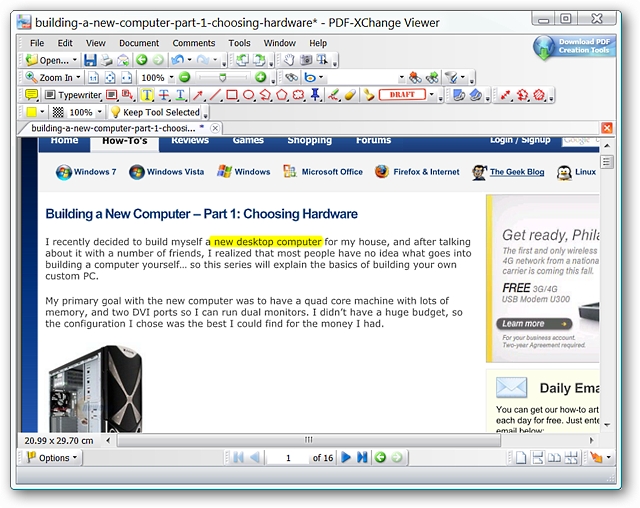 building-a-new-computer-part-1-choosing-hardware* - PDF-XChange Viewer
File Edit View Document Comments Tools Window Help
Download PDF
Creation Tools
Open...
Zoom In 100%
Typewriter DRAFT
100% Keep Tool Selected
building-a-new-computer-part-1-choosi... *
Home How-To's Reviews Games Shopping Forums Login / Signup
Windows 7 Windows Vista Windows Microsoft Office Firefox & Internet The Geek Blog Linux
Building a New Computer – Part 1: Choosing Hardware
I recently decided to build myself a new desktop computer for my house, and after talking
about it with a number of friends, I realized that most people have no idea what goes into
building a computer yourself... so this series will explain the basics of building your own
custom PC.
My primary goal with the new computer was to have a quad core machine with lots of
memory, and two DVI ports so I can run dual monitors. I didn't have a huge budget, so
the configuration I chose was the best I could find for the money I had.
Get ready, Phila
The first and only wireless
4G network from a national
carrier is coming this fall.
FREE 3G/4G
USB Modem U300
Learn more
For your business account.
Two-year Agreement required.
Daily Ema
You can get our how-to art
each day for free. Just ente
email below:
20.99 x 29.70 cm
Options 1 of 16